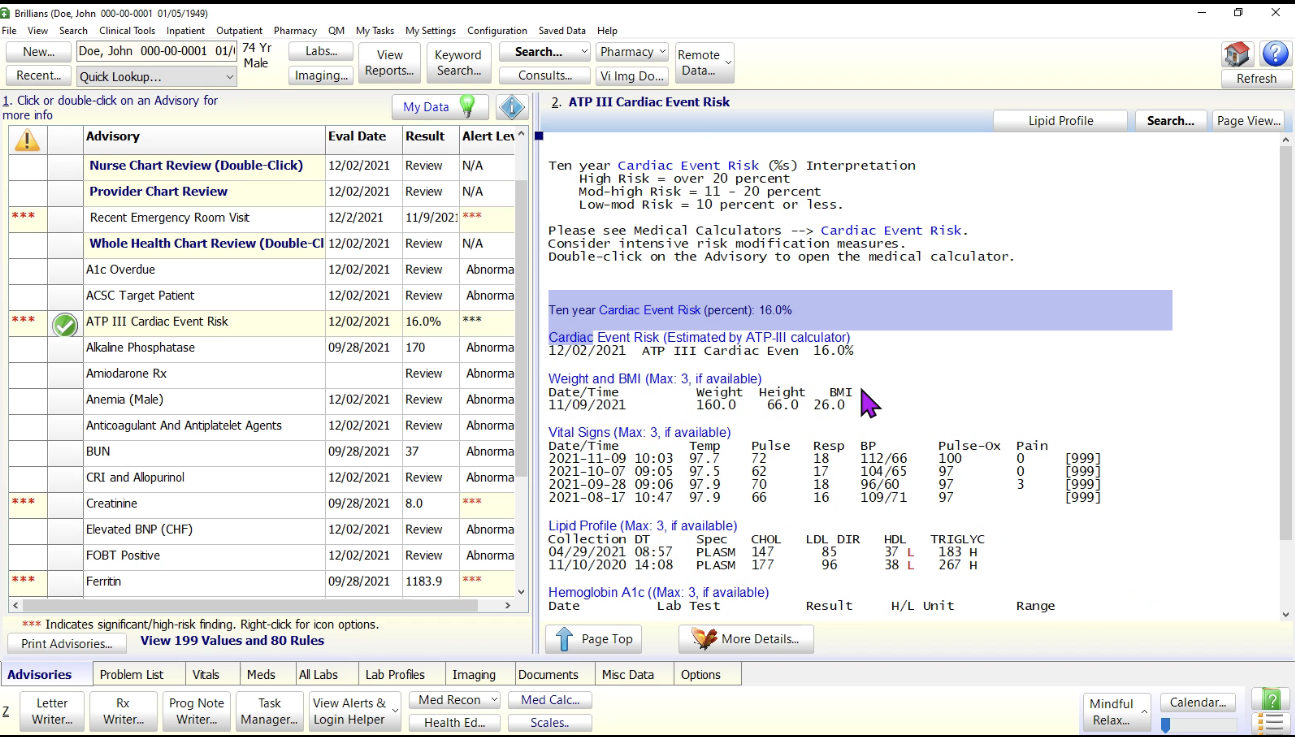 Brillians (Doe, John 000-00-0001 01/05/1949)
File View Search Clinical Tools Inpatient Outpatient Pharmacy QM My Tasks My Settings Configuration Saved Data Help
New... Doe, John 000-00-0001 01/ 74 Yr Male Labs... View Reports... Keyword Search... Search... Pharmacy Remote Data...
Recent... Quick Lookup... Imaging... Consults... Vi Img Do... Refresh
1. Click or double-click on an Advisory for
more info
My Data
Advisory Eval Date Result Alert Lev
Nurse Chart Review (Double-Click) 12/02/2021 Review N/A
Provider Chart Review 12/02/2021 Review N/A
*** Recent Emergency Room Visit 12/2/2021 11/9/2021 ***
Whole Health Chart Review (Double-Cl 12/02/2021 Review N/A
A1c Overdue 12/02/2021 Review Abnorma
ACSC Target Patient 12/02/2021 Review Abnorma
*** ATP III Cardiac Event Risk 12/02/2021 16.0% ***
Alkaline Phosphatase 09/28/2021 170 Abnorma
Amiodarone Rx Review Abnorma
Anemia (Male) 12/02/2021 Review Abnorma
Anticoagulant And Antiplatelet Agents 12/02/2021 Review Abnorma
BUN 09/28/2021 37 Abnorma
CRI and Allopurinol 12/02/2021 Review Abnorma
*** Creatinine 09/28/2021 8.0 ***
Elevated BNP (CHF) 12/02/2021 Review Abnorma
FOBT Positive 12/02/2021 Review Abnorma
*** Ferritin 09/28/2021 1183.9 ***
*** Indicates significant/high-risk finding. Right-click for icon options.
Print Advisories... View 199 Values and 80 Rules
2. ATP III Cardiac Event Risk
Lipid Profile Search... Page View...
Ten year Cardiac Event Risk (%s) Interpretation
High Risk = over 20 percent
Mod-high Risk = 11 - 20 percent
Low-mod Risk = 10 percent or less.
Please see Medical Calculators --> Cardiac Event Risk.
Consider intensive risk modification measures.
Double-click on the Advisory to open the medical calculator.
Ten year Cardiac Event Risk (percent): 16.0%
Cardiac Event Risk (Estimated by ATP-III calculator)
12/02/2021 ATP III Cardiac Even 16.0%
Weight and BMI (Max: 3, if available)
Date/Time Weight Height BMI
11/09/2021 160.0 66.0 26.0
Vital Signs (Max: 3, if available)
Date/Time Temp Pulse Resp BP Pulse-Ox Pain
2021-11-09 10:03 97.7 72 18 112/66 100 0 [999]
2021-10-07 09:05 97.5 62 17 104/65 97 0 [999]
2021-09-28 09:06 97.9 70 18 96/60 97 3 [999]
2021-08-17 10:47 97.9 66 16 109/71 97 [999]
Lipid Profile (Max: 3, if available)
Collection DT Spec CHOL LDL DIR HDL TRIGLYC
04/29/2021 08:57 PLASM 147 85 37 L 183 H
11/10/2020 14:08 PLASM 177 96 38 L 267 H
Hemoglobin A1c ((Max: 3, if available)
Date Lab Test Result H/L Unit Range
Page Top More Details...
Advisories Problem List Vitals Meds All Labs Lab Profiles Imaging Documents Misc Data Options
Z Letter Writer... Rx Writer... Prog Note Writer... Task Manager... View Alerts & Login Helper Med Recon Med Calc... Mindful Relax... Calendar...
Health Ed... Scales..